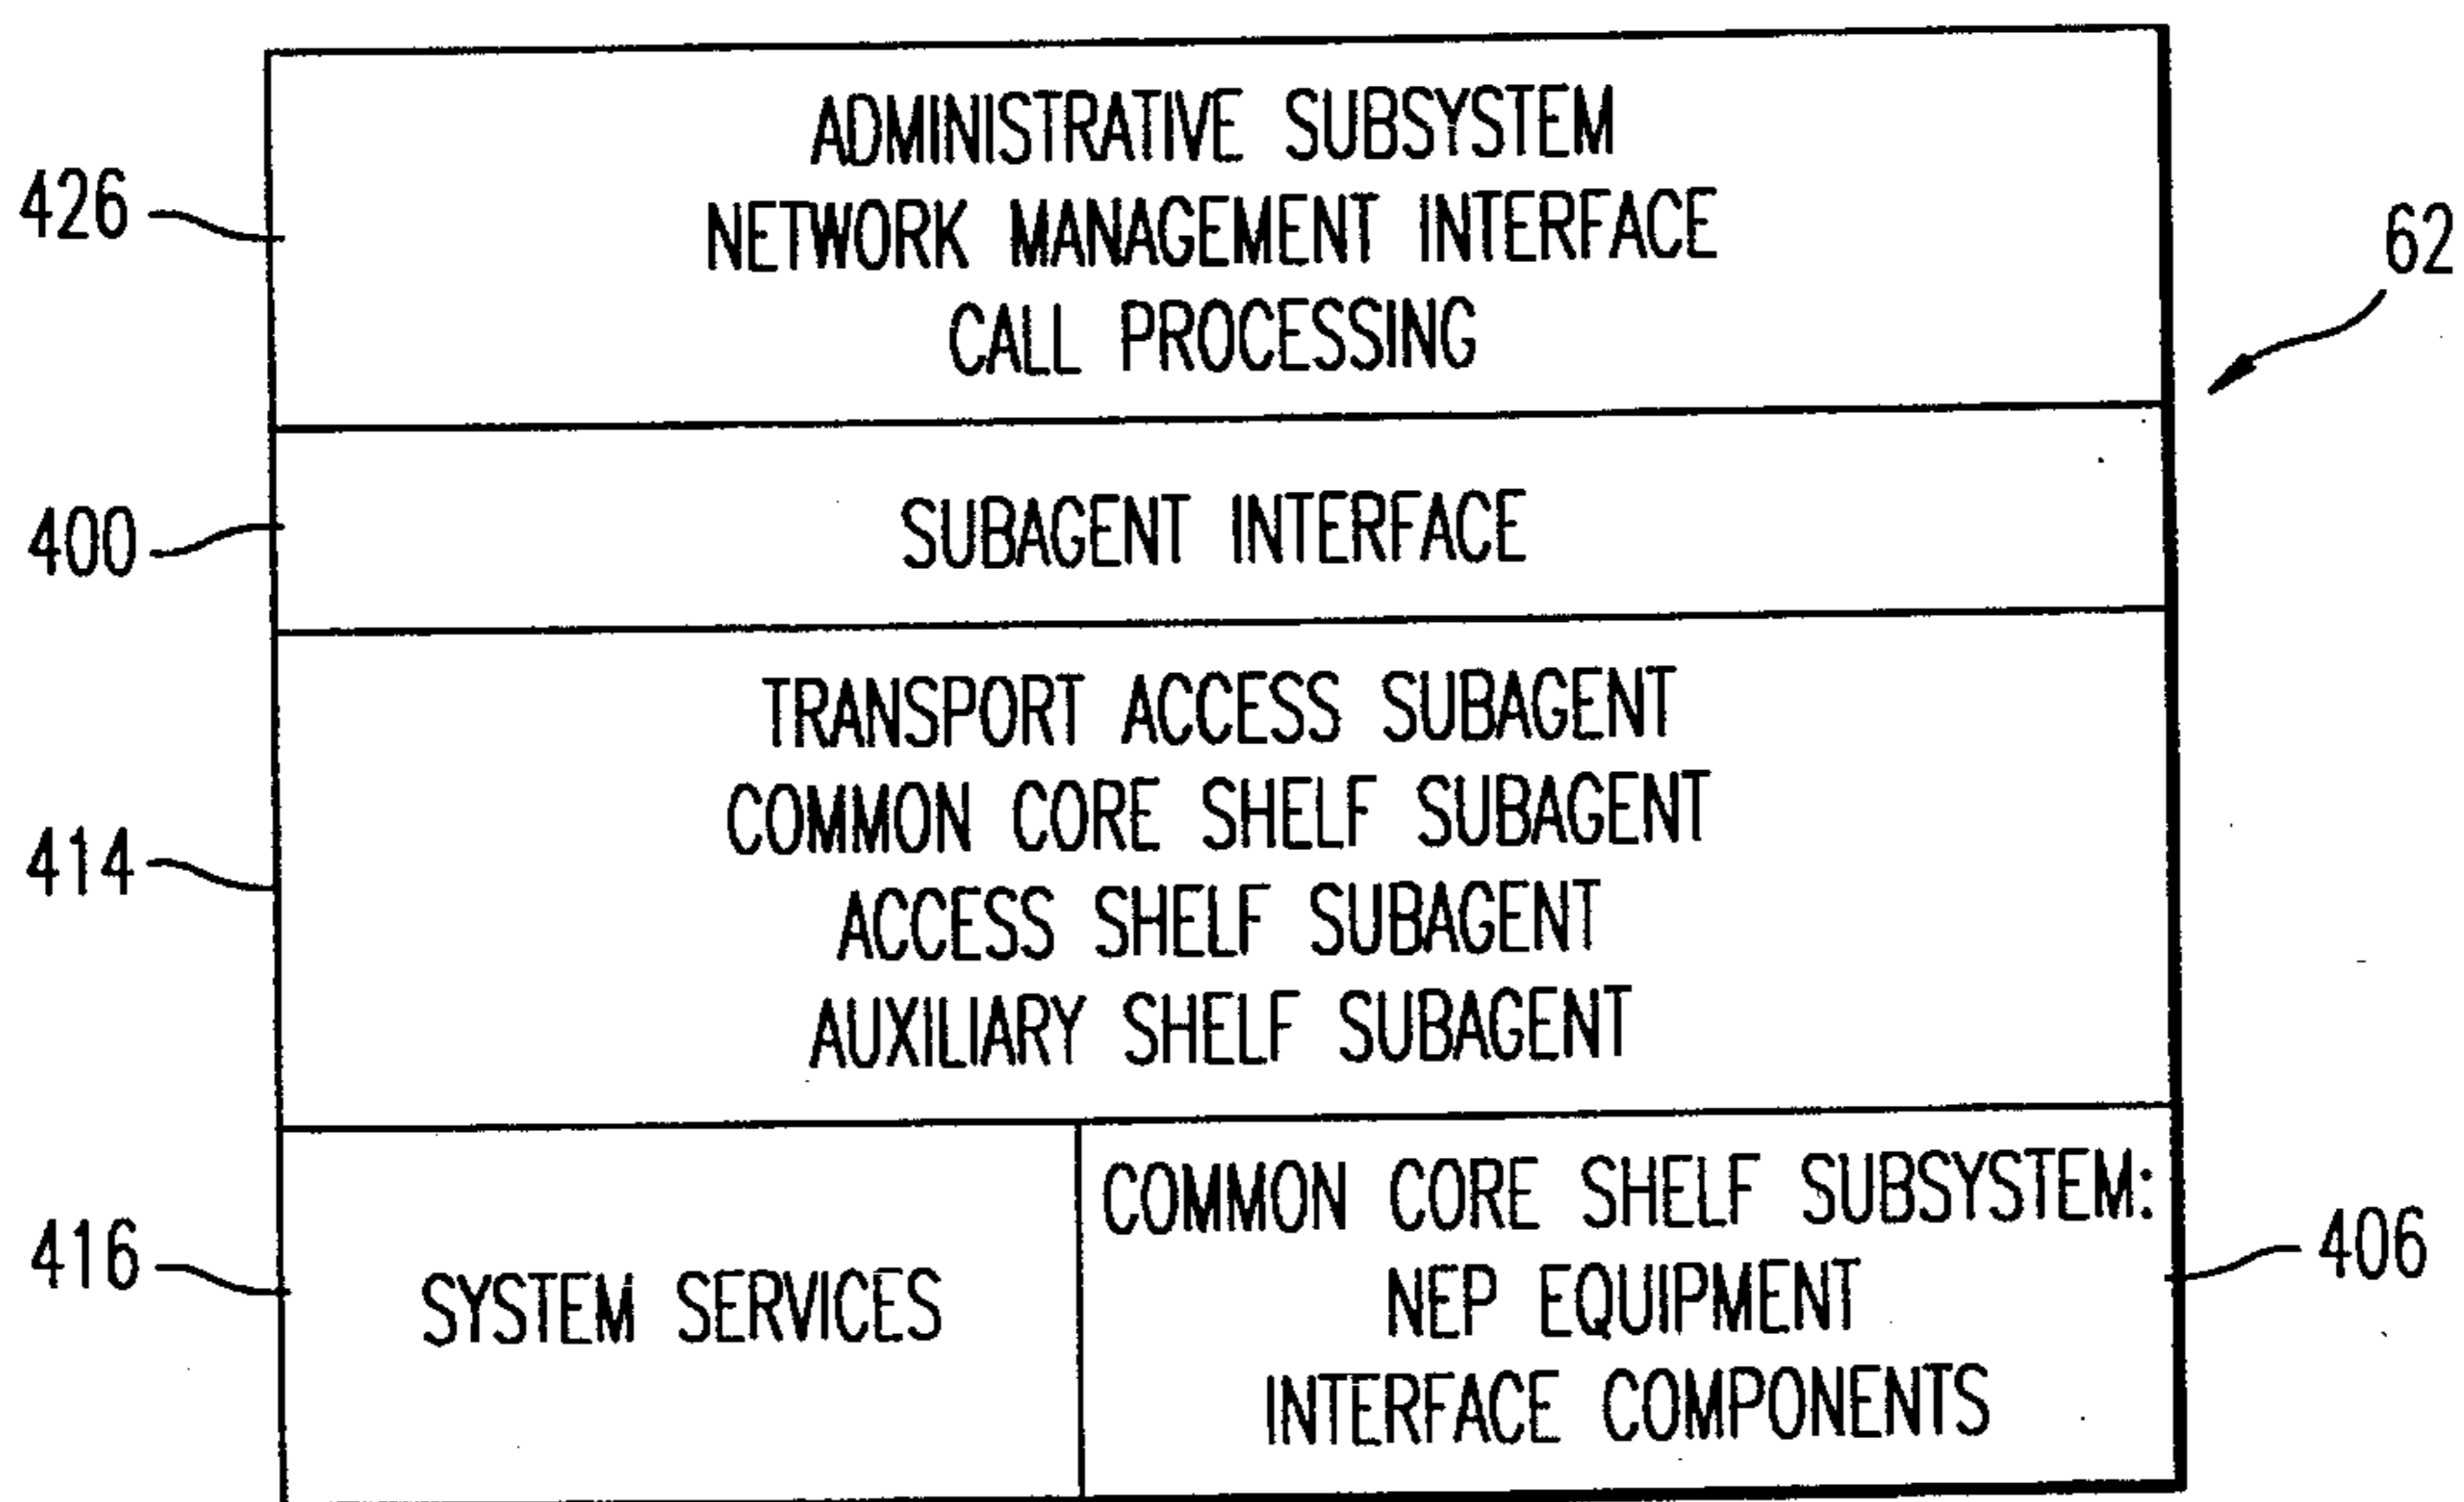 ADMINISTRATIVE SUBSYSTEM
NETWORK MANAGEMENT INTERFACE
CALL PROCESSING
426
62
SUBAGENT INTERFACE
400
TRANSPORT ACCESS SUBAGENT
COMMON CORE SHELF SUBAGENT
ACCESS SHELF SUBAGENT
AUXILIARY SHELF SUBAGENT
414
416
SYSTEM SERVICES
COMMON CORE SHELF SUBSYSTEM:
NEP EQUIPMENT
INTERFACE COMPONENTS
406